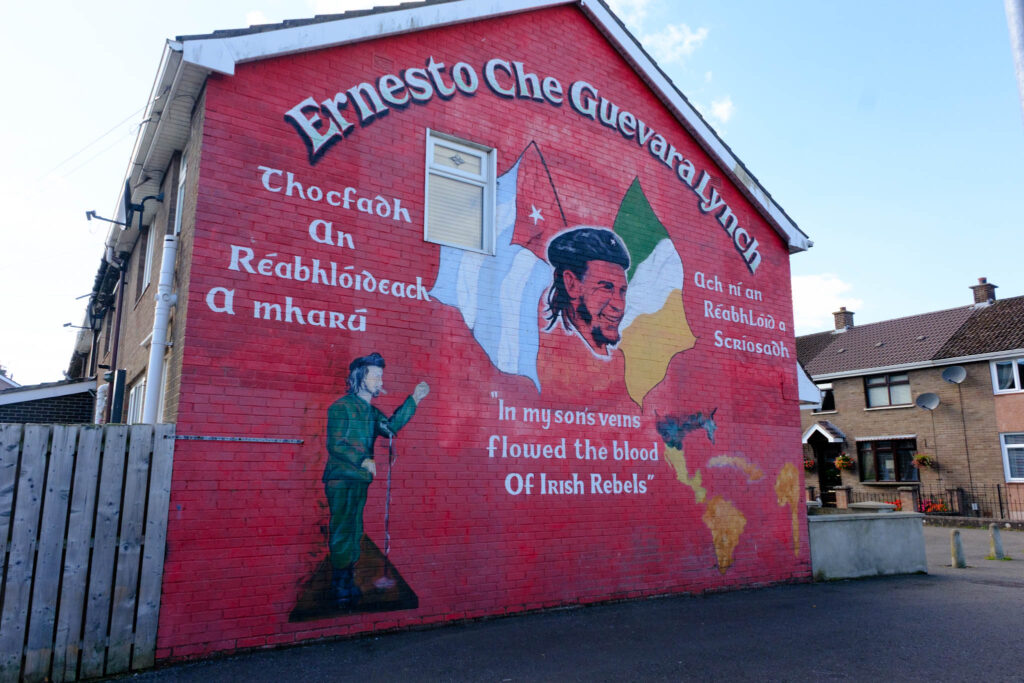 Ernesto Che Guevara Lynch
Thocfadh
An
Réabhlóideach
A mharú
Ach ní an
RéabhLóid a
Scriosadh
"In my son's veins
flowed the blood
Of Irish Rebels"